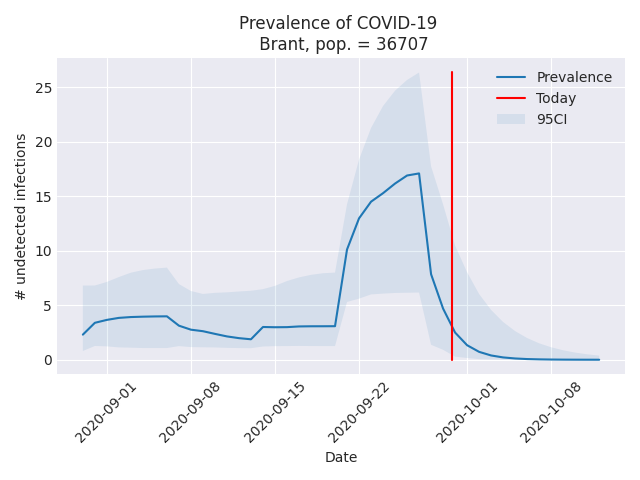 Prevalence of COVID-19
Brant, pop. = 36707
Prevalence
Today
95CI
# undetected infections
25
20
15
10
5
0
2020-09-01
2020-09-08
2020-09-15
2020-09-22
2020-10-01
2020-10-08
Date